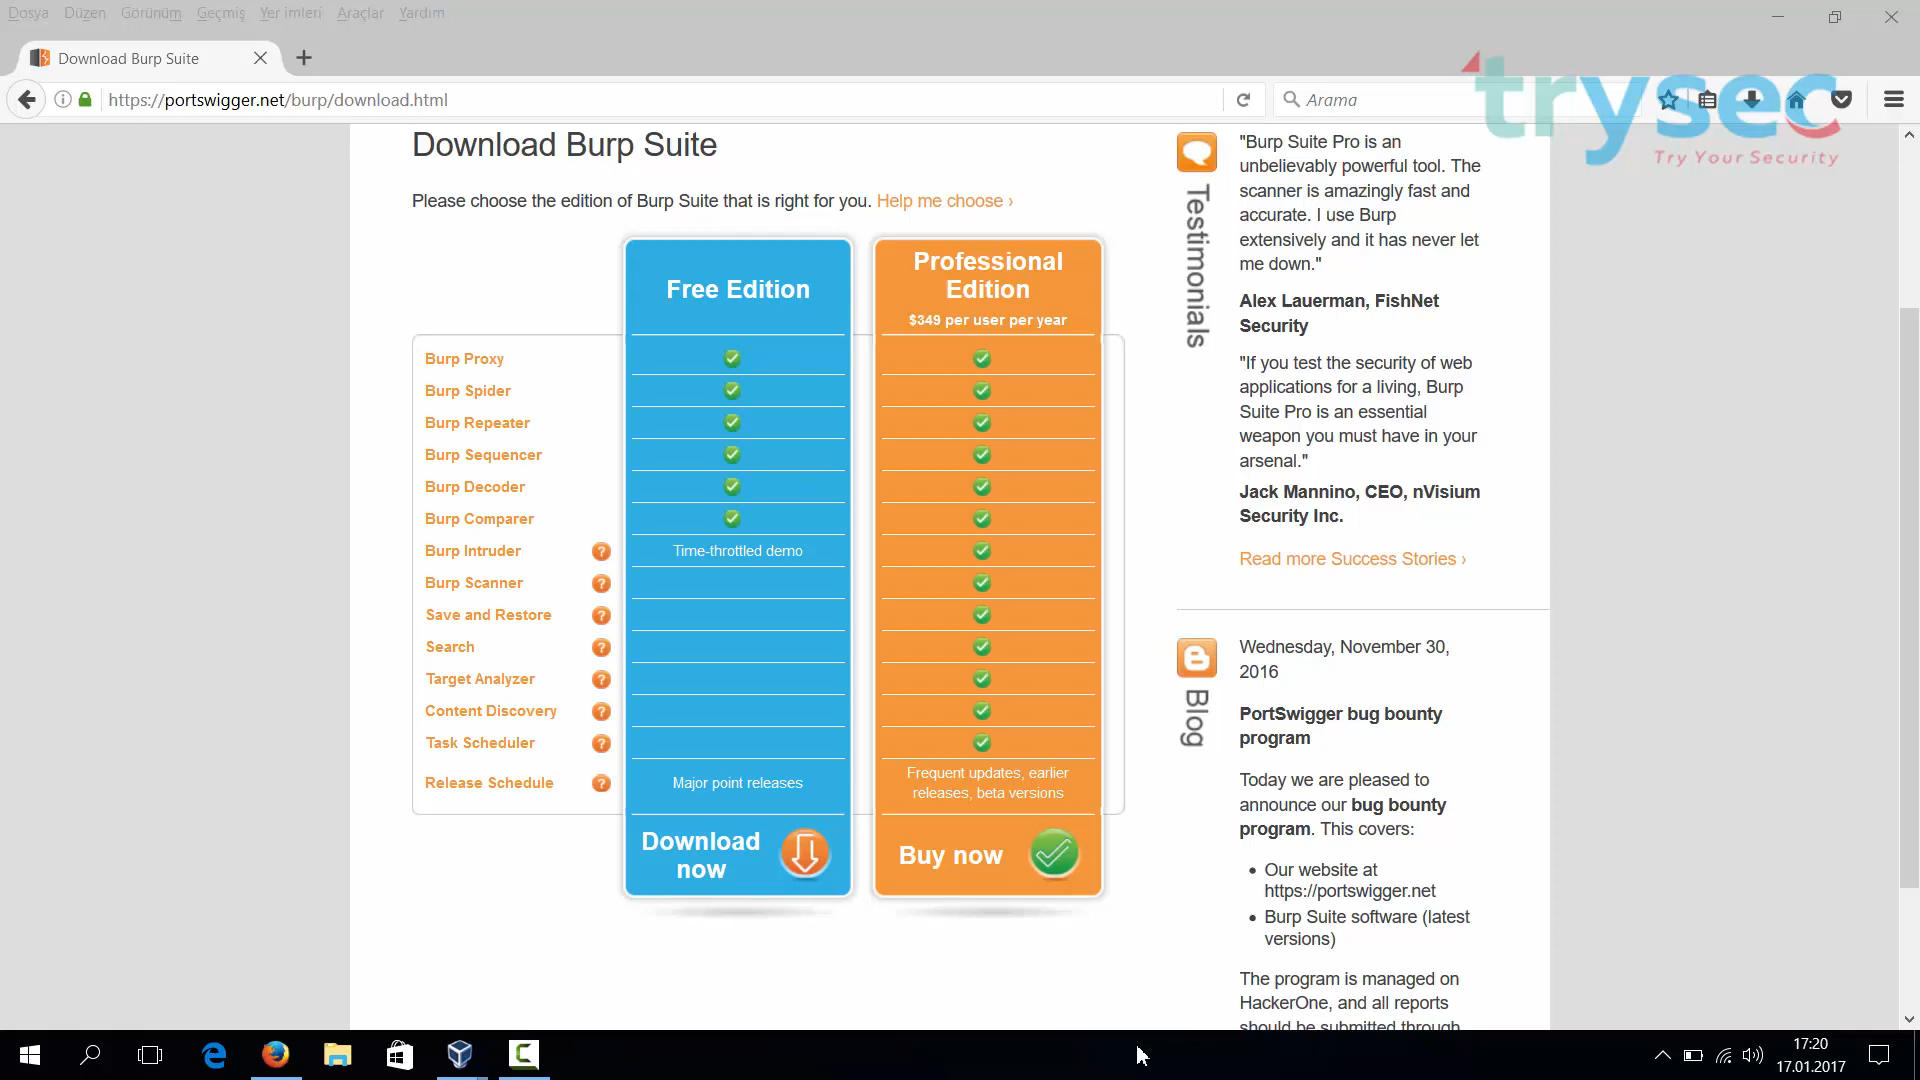 Dosya Düzen Görünüm Geçmiş Yer imleri Araçlar Yardım
Download Burp Suite
https://portswigger.net/burp/download.html
Arama
trysec
Try Your Security
Download Burp Suite
Please choose the edition of Burp Suite that is right for you. Help me choose ›
Free Edition
Professional
Edition
$349 per user per year
Burp Proxy
Burp Spider
Burp Repeater
Burp Sequencer
Burp Decoder
Burp Comparer
Burp Intruder ? Time-throttled demo
Burp Scanner ?
Save and Restore ?
Search ?
Target Analyzer ?
Content Discovery ?
Task Scheduler ?
Release Schedule ? Major point releases
Frequent updates, earlier
releases, beta versions
Download
now
Buy now
Testimonials
"Burp Suite Pro is an
unbelievably powerful tool. The
scanner is amazingly fast and
accurate. I use Burp
extensively and it has never let
me down."
Alex Lauerman, FishNet
Security
"If you test the security of web
applications for a living, Burp
Suite Pro is an essential
weapon you must have in your
arsenal."
Jack Mannino, CEO, nVisium
Security Inc.
Read more Success Stories ›
Blog
Wednesday, November 30,
2016
PortSwigger bug bounty
program
Today we are pleased to
announce our bug bounty
program. This covers:
• Our website at
https://portswigger.net
• Burp Suite software (latest
versions)
The program is managed on
HackerOne, and all reports
should be submitted through
17:20
17.01.2017